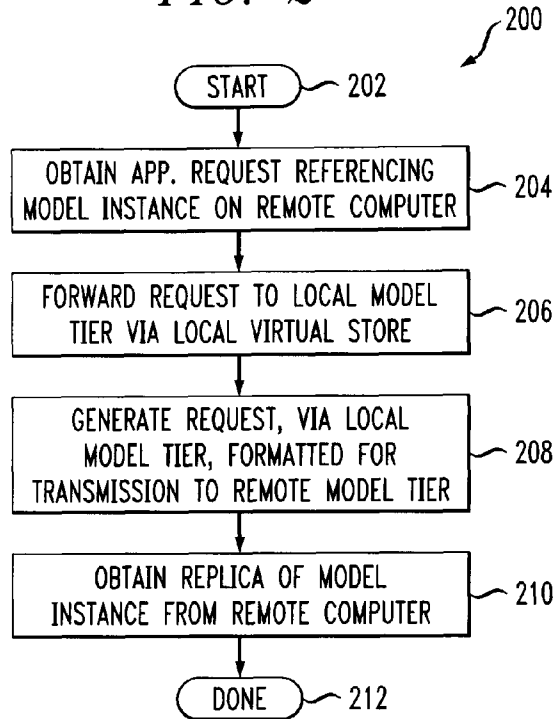 FIG. 2
200
START 202
OBTAIN APP. REQUEST REFERENCING
MODEL INSTANCE ON REMOTE COMPUTER
204
FORWARD REQUEST TO LOCAL MODEL
TIER VIA LOCAL VIRTUAL STORE
206
GENERATE REQUEST, VIA LOCAL
MODEL TIER, FORMATTED FOR
TRANSMISSION TO REMOTE MODEL TIER
208
OBTAIN REPLICA OF MODEL
INSTANCE FROM REMOTE COMPUTER
210
DONE 212